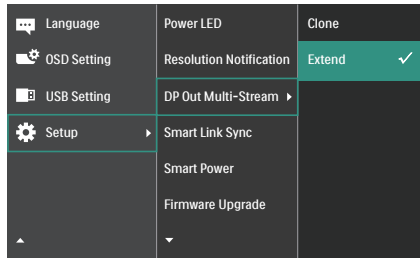 Language
OSD Setting
USB Setting
Setup
Power LED
Resolution Notification
DP Out Multi-Stream
Smart Link Sync
Smart Power
Firmware Upgrade
Clone
Extend